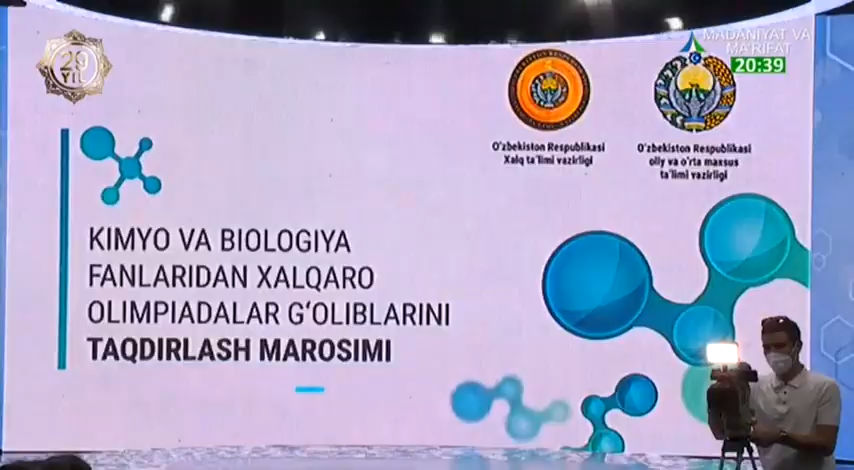 MADANIYAT VA
MA'RIFAT
20:39
29
YIL
O'zbekiston Respublikasi
Xalq ta'limi vazirligi
O'zbekiston Respublikasi
oliy va o'rta maxsus
ta'limi vazirligi
KIMYO VA BIOLOGIYA
FANLARIDAN XALQARO
OLIMPIADALAR G‘OLIBLARINI
TAQDIRLASH MAROSIMI